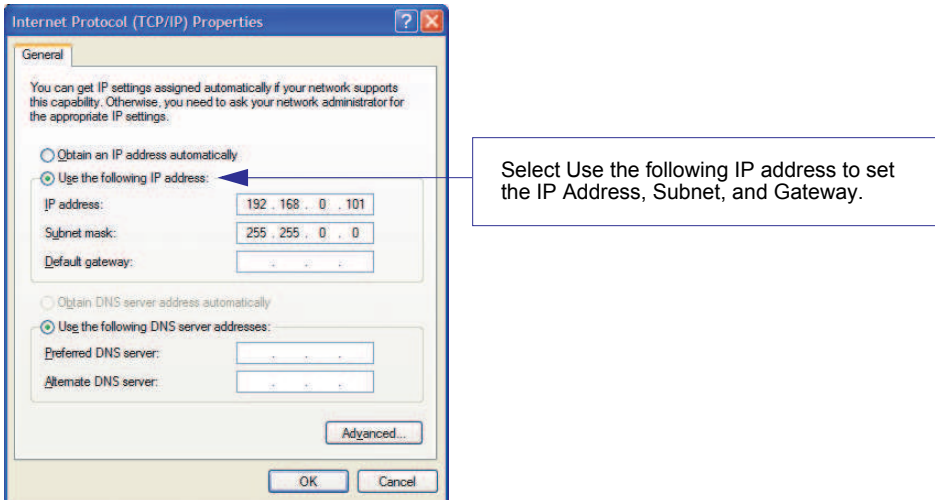 Internet Protocol (TCP/IP) Properties
General
You can get IP settings assigned automatically if your network supports
this capability. Otherwise, you need to ask your network administrator for
the appropriate IP settings.
Obtain an IP address automatically
Use the following IP address:
IP address: 192 . 168 . 0 . 101
Subnet mask: 255 . 255 . 0 . 0
Default gateway: . . .
Obtain DNS server address automatically
Use the following DNS server addresses:
Preferred DNS server: . . .
Alternate DNS server: . . .
Advanced...
OK Cancel
Select Use the following IP address to set
the IP Address, Subnet, and Gateway.